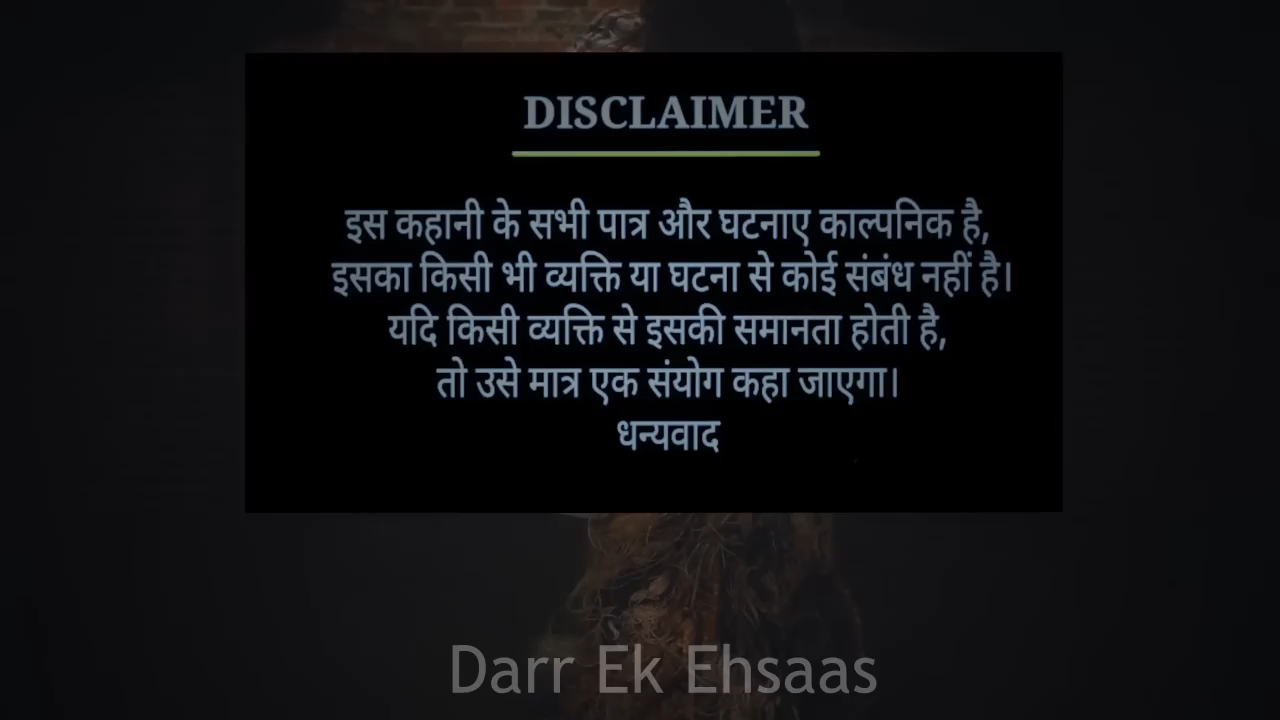 DISCLAIMER
इस कहानी के सभी पात्र और घटनाए काल्पनिक है,
इसका किसी भी व्यक्ति या घटना से कोई संबंध नहीं है।
यदि किसी व्यक्ति से इसकी समानता होती है,
तो उसे मात्र एक संयोग कहा जाएगा।
धन्यवाद
Darr Ek Ehsaas